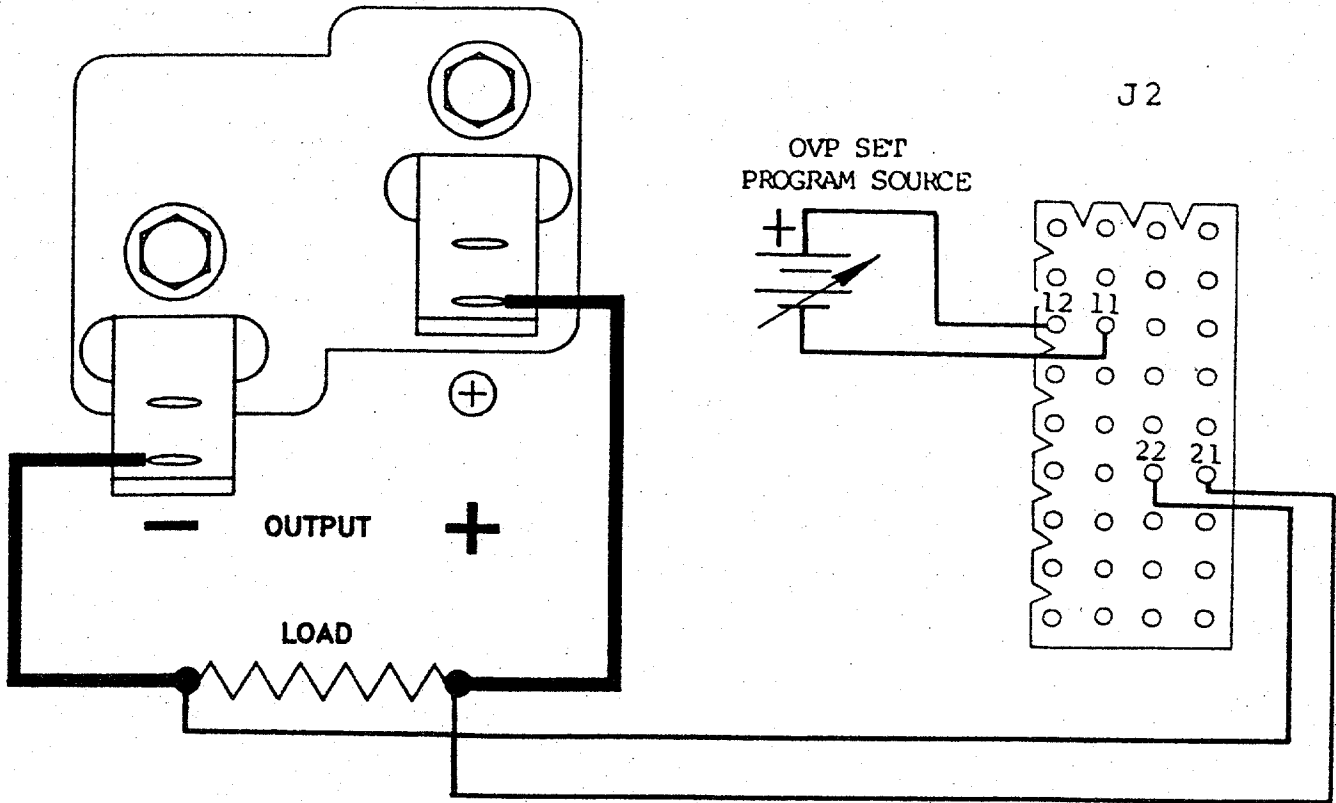 J2
OVP SET
PROGRAM SOURCE
+
12 11
22 21
+
− OUTPUT +
LOAD